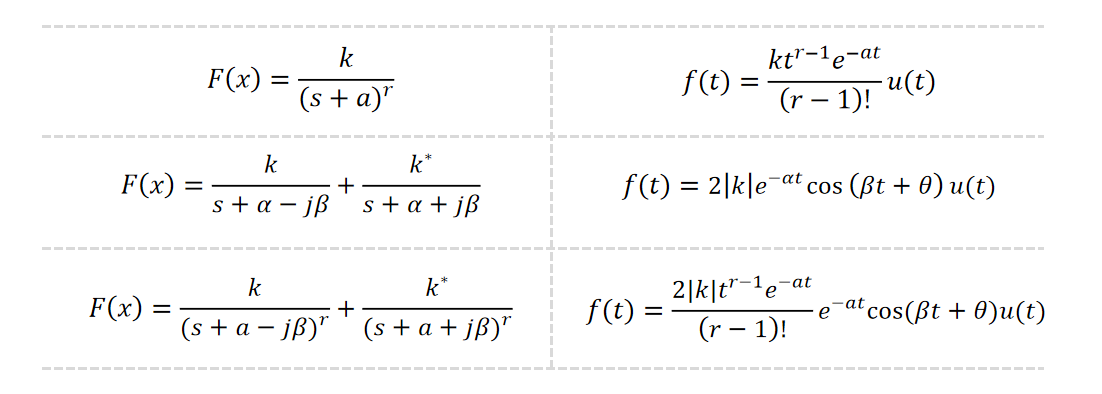 F(x) = k / (s + a)^r    f(t) = kt^{r−1}e^{−at} / (r − 1)! u(t)
F(x) = k / (s + α − jβ) + k^* / (s + α + jβ)    f(t) = 2|k|e^{−αt} cos (βt + θ) u(t)
F(x) = k / (s + a − jβ)^r + k^* / (s + a + jβ)^r    f(t) = 2|k|t^{r−1}e^{−at} / (r − 1)! e^{−at}cos(βt + θ)u(t)